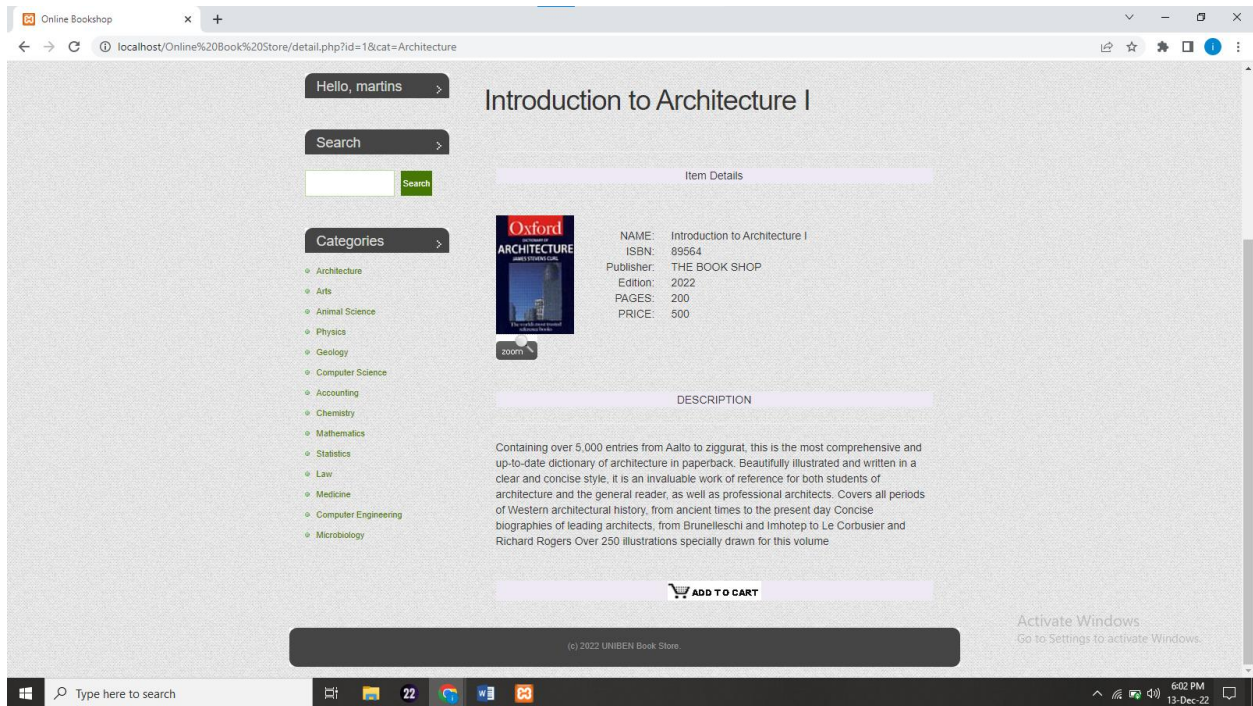 Online Bookshop
localhost/Online%20Book%20Store/detail.php?id=1&cat=Architecture
Hello, martins
Search
Search
Categories
Architecture
Arts
Animal Science
Physics
Geology
Computer Science
Accounting
Chemistry
Mathematics
Statistics
Law
Medicine
Computer Engineering
Microbiology
Introduction to Architecture I
Item Details
Oxford
DICTIONARY OF
ARCHITECTURE
JAMES STEVENS CURL
The world's most trusted
reference books
zoom
NAME: Introduction to Architecture I
ISBN: 89564
Publisher: THE BOOK SHOP
Edition: 2022
PAGES: 200
PRICE: 500
DESCRIPTION
Containing over 5,000 entries from Aalto to ziggurat, this is the most comprehensive and
up-to-date dictionary of architecture in paperback. Beautifully illustrated and written in a
clear and concise style, it is an invaluable work of reference for both students of
architecture and the general reader, as well as professional architects. Covers all periods
of Western architectural history, from ancient times to the present day Concise
biographies of leading architects, from Brunelleschi and Imhotep to Le Corbusier and
Richard Rogers Over 250 illustrations specially drawn for this volume
ADD TO CART
(c) 2022 UNIBEN Book Store.
Activate Windows
Go to Settings to activate Windows.
Type here to search
22
6:02 PM
13-Dec-22